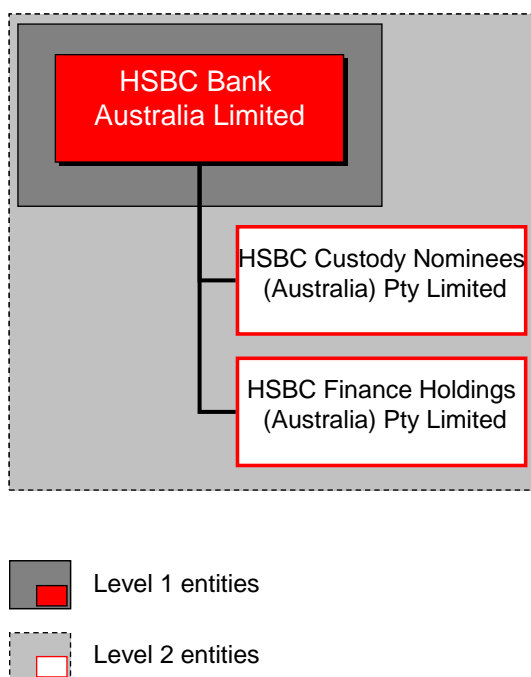 HSBC Bank
Australia Limited
HSBC Custody Nominees
(Australia) Pty Limited
HSBC Finance Holdings
(Australia) Pty Limited
Level 1 entities
Level 2 entities